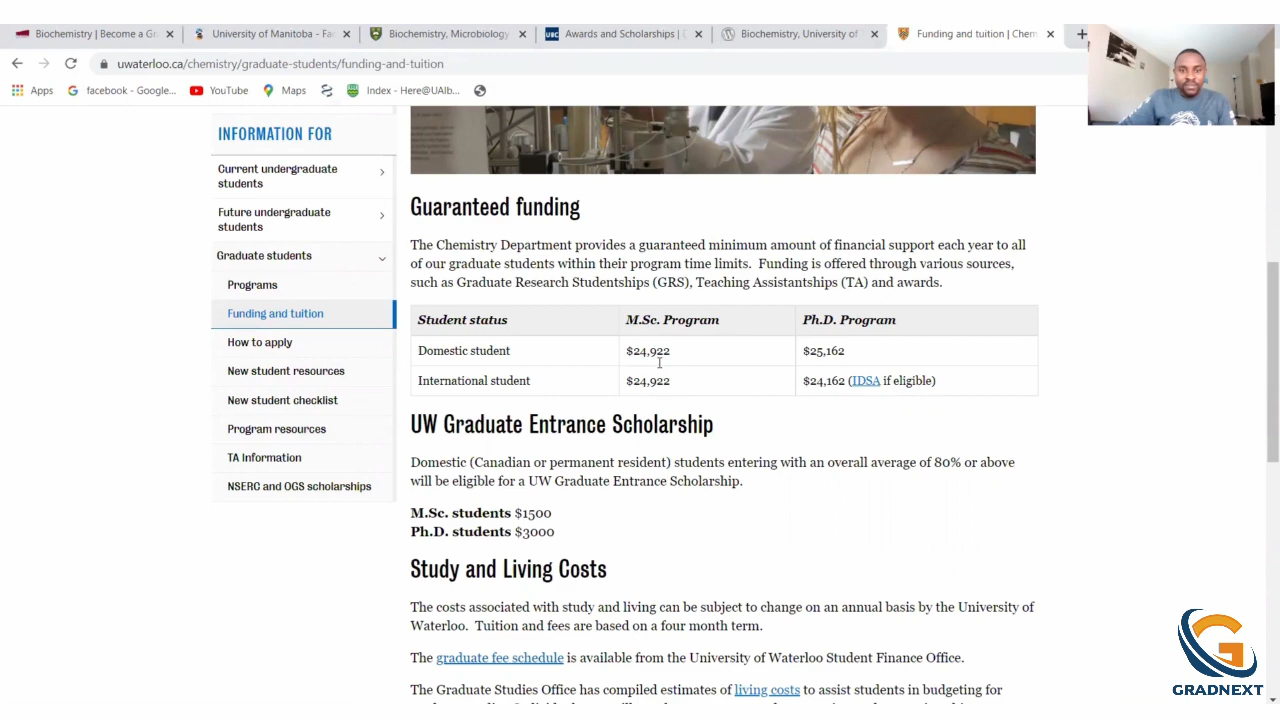 Biochemistry | Become a G
University of Manitoba - Fa
Biochemistry, Microbiology
Awards and Scholarships |
Biochemistry, University of
Funding and tuition | Chem
uwaterloo.ca/chemistry/graduate-students/funding-and-tuition
Apps
facebook - Google...
YouTube
Maps
Index - Here@UAlb...
INFORMATION FOR
Current undergraduate
students
Future undergraduate
students
Graduate students
Programs
Funding and tuition
How to apply
New student resources
New student checklist
Program resources
TA Information
NSERC and OGS scholarships
Guaranteed funding
The Chemistry Department provides a guaranteed minimum amount of financial support each year to all
of our graduate students within their program time limits. Funding is offered through various sources,
such as Graduate Research Studentships (GRS), Teaching Assistantships (TA) and awards.
Student status M.Sc. Program Ph.D. Program
Domestic student $24,922 $25,162
International student $24,922 $24,162 (IDSA if eligible)
UW Graduate Entrance Scholarship
Domestic (Canadian or permanent resident) students entering with an overall average of 80% or above
will be eligible for a UW Graduate Entrance Scholarship.
M.Sc. students $1500
Ph.D. students $3000
Study and Living Costs
The costs associated with study and living can be subject to change on an annual basis by the University of
Waterloo. Tuition and fees are based on a four month term.
The graduate fee schedule is available from the University of Waterloo Student Finance Office.
The Graduate Studies Office has compiled estimates of living costs to assist students in budgeting for
GRADNEXT